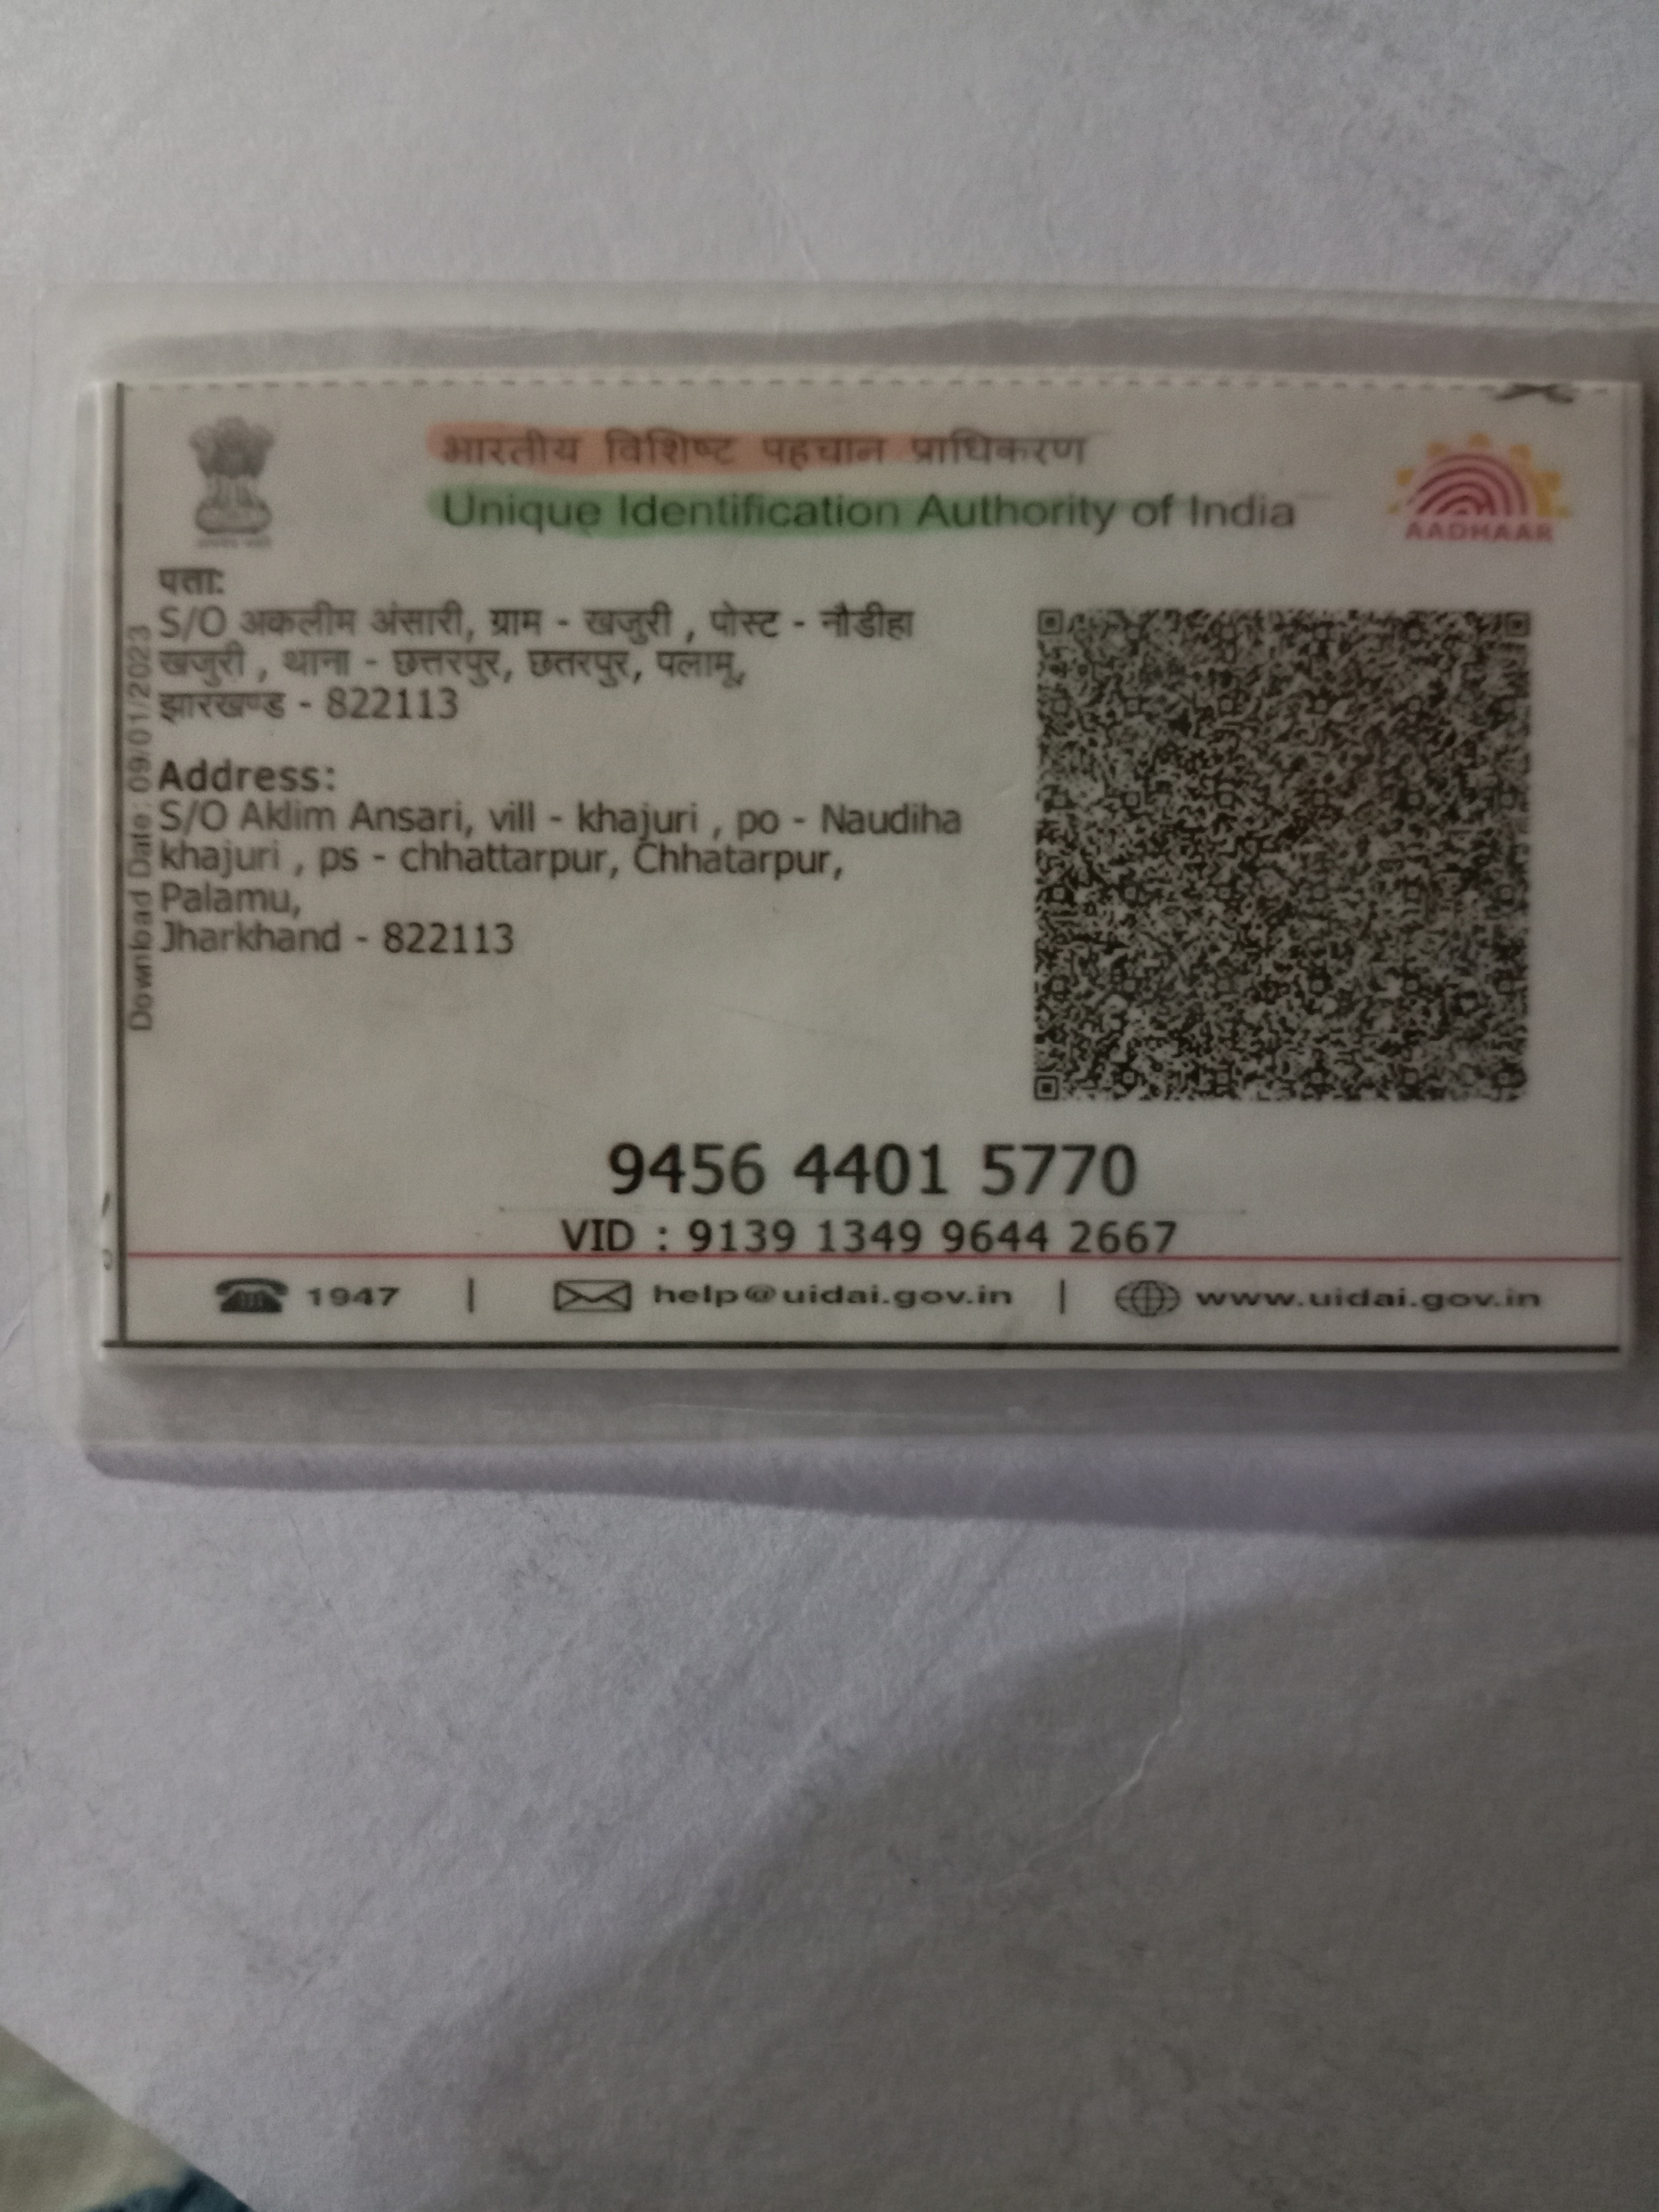 भारतीय विशिष्ट पहचान प्राधिकरण
Unique Identification Authority of India
AADHAAR
पता:
S/O अकलीम अंसारी, ग्राम - खजुरी , पोस्ट - नौडीहा
खजुरी , थाना - छत्तरपुर, छतरपुर, पलामू,
झारखण्ड - 822113
Address:
S/O Aklim Ansari, vill - khajuri , po - Naudiha
khajuri , ps - chhattarpur, Chhatarpur,
Palamu,
Jharkhand - 822113
Download Date: 09/01/2023
9456 4401 5770
VID : 9139 1349 9644 2667
1947 | help@uidai.gov.in | www.uidai.gov.in